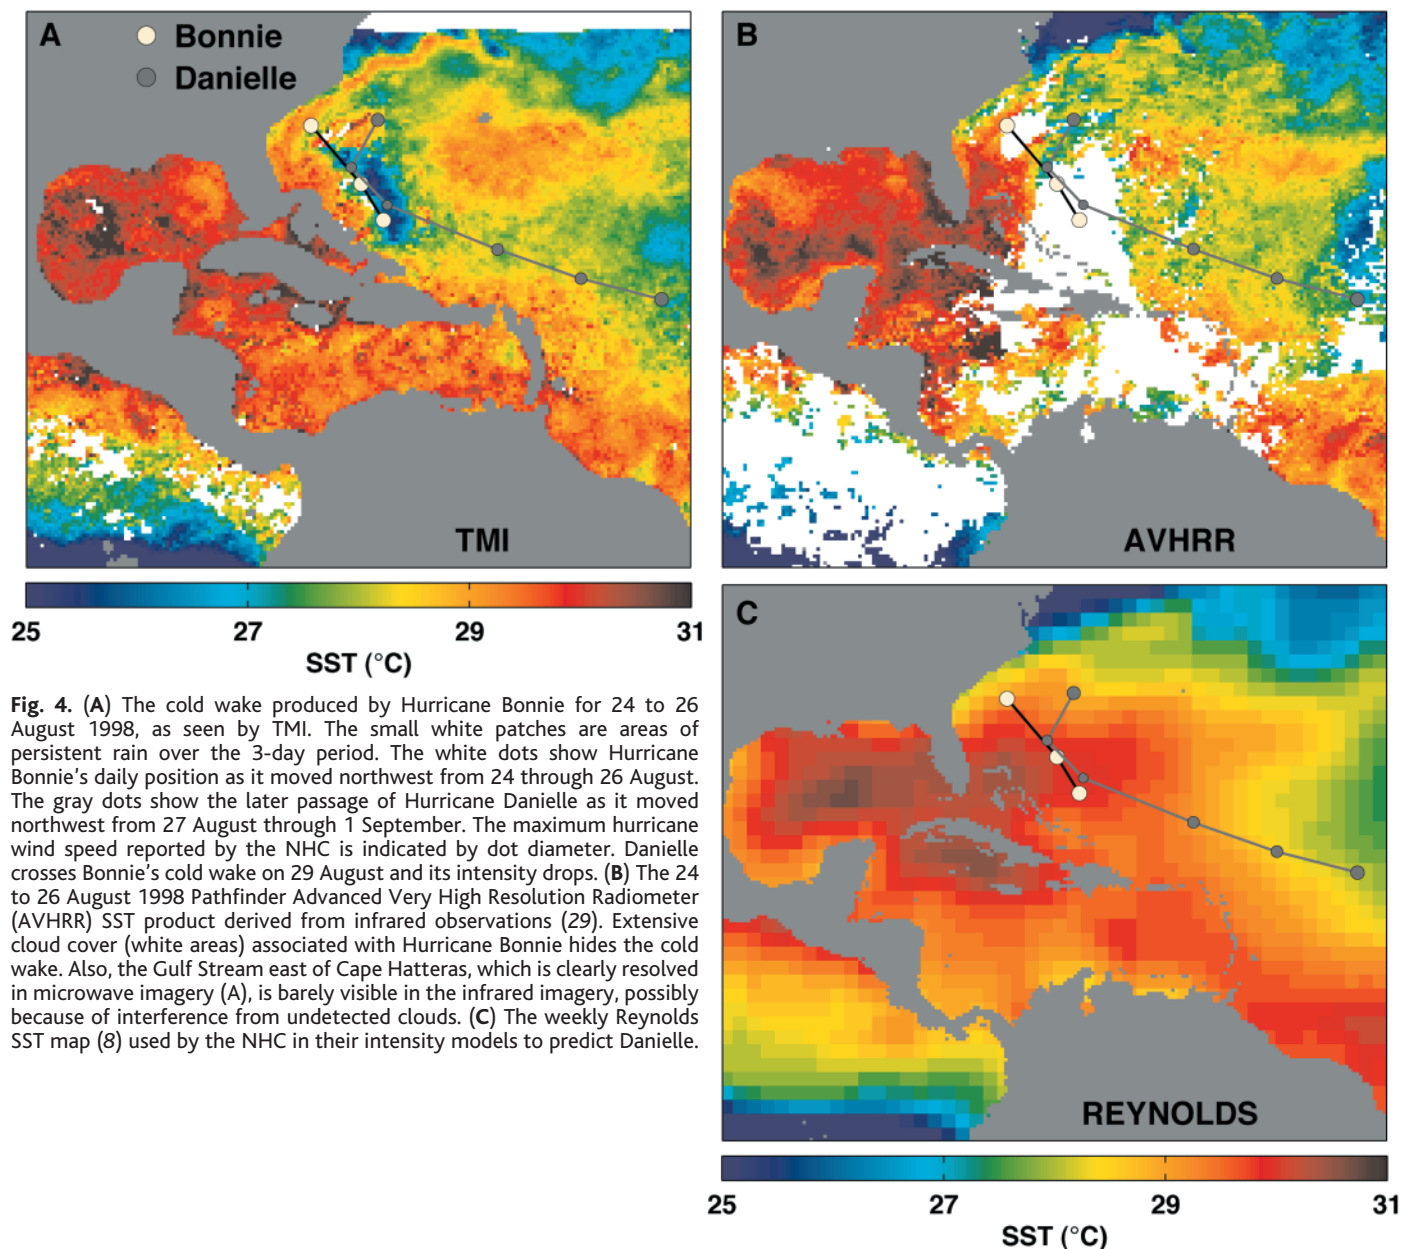 A
Bonnie
Danielle
TMI
25 27 29 31
SST (°C)
B
AVHRR
C
REYNOLDS
25 27 29 31
SST (°C)
Fig. 4. (A) The cold wake produced by Hurricane Bonnie for 24 to 26
August 1998, as seen by TMI. The small white patches are areas of
persistent rain over the 3-day period. The white dots show Hurricane
Bonnie's daily position as it moved northwest from 24 through 26 August.
The gray dots show the later passage of Hurricane Danielle as it moved
northwest from 27 August through 1 September. The maximum hurricane
wind speed reported by the NHC is indicated by dot diameter. Danielle
crosses Bonnie's cold wake on 29 August and its intensity drops. (B) The 24
to 26 August 1998 Pathfinder Advanced Very High Resolution Radiometer
(AVHRR) SST product derived from infrared observations (29). Extensive
cloud cover (white areas) associated with Hurricane Bonnie hides the cold
wake. Also, the Gulf Stream east of Cape Hatteras, which is clearly resolved
in microwave imagery (A), is barely visible in the infrared imagery, possibly
because of interference from undetected clouds. (C) The weekly Reynolds
SST map (8) used by the NHC in their intensity models to predict Danielle.